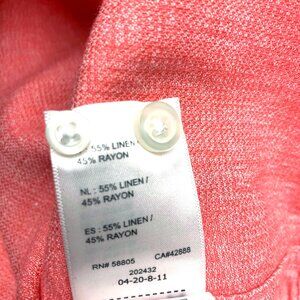 55% LINEN /
45% RAYON
NL : 55% LINEN /
45% RAYON
ES : 55% LINEN /
45% RAYON
RN# 56805 CA#42888
202432
04-20-8-11